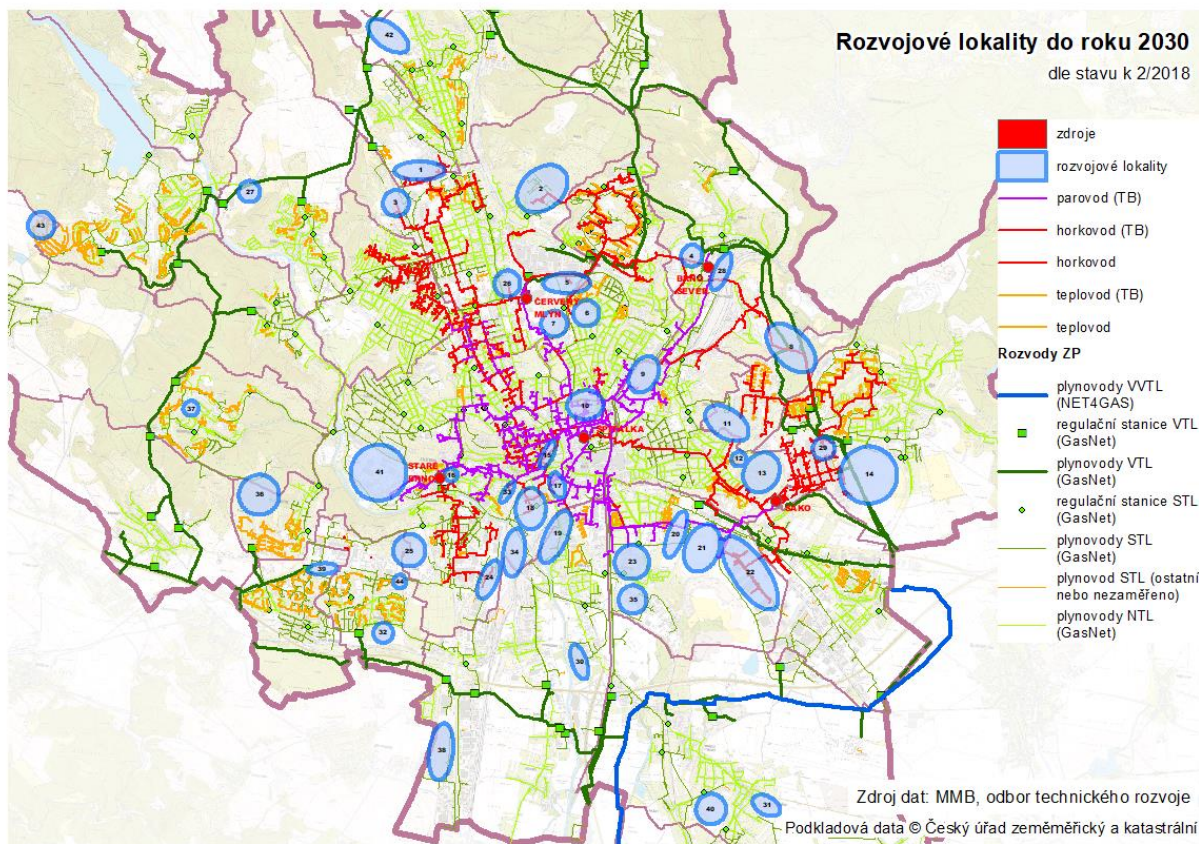 Rozvojové lokality do roku 2030
dle stavu k 2/2018
zdroje
rozvojové lokality
parovod (TB)
horkovod (TB)
horkovod
teplovod (TB)
teplovod
Rozvody ZP
plynovody VVTL
(NET4GAS)
regulační stanice VTL
(GasNet)
plynovody VTL
(GasNet)
regulační stanice STL
(GasNet)
plynovody STL
(GasNet)
plynovod STL (ostatní
nebo nezaměřeno)
plynovody NTL
(GasNet)
42
1
2
27
3
43
4
BRNO
SEVER
28
26
5
ČERVENÝ
MLÝN
6
7
8
9
37
10
11
15
41
STARÉ
BRNO
16
12
13
29
14
36
33
17
18
SAKO
19
20
21
25
34
23
22
39
44
24
35
32
30
38
40
31
Zdroj dat: MMB, odbor technického rozvoje
Podkladová data © Český úřad zeměměřický a katastrální